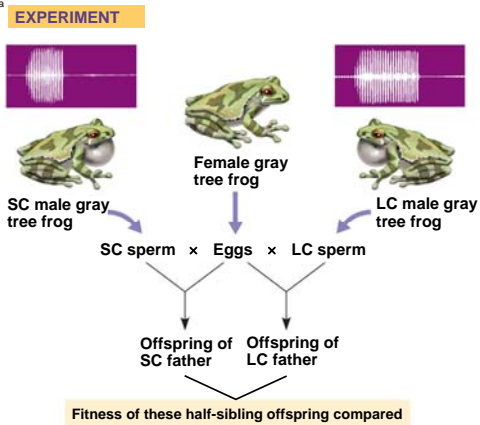 a
EXPERIMENT
Female gray
tree frog
SC male gray
tree frog
LC male gray
tree frog
SC sperm × Eggs × LC sperm
Offspring of
SC father
Offspring of
LC father
Fitness of these half-sibling offspring compared